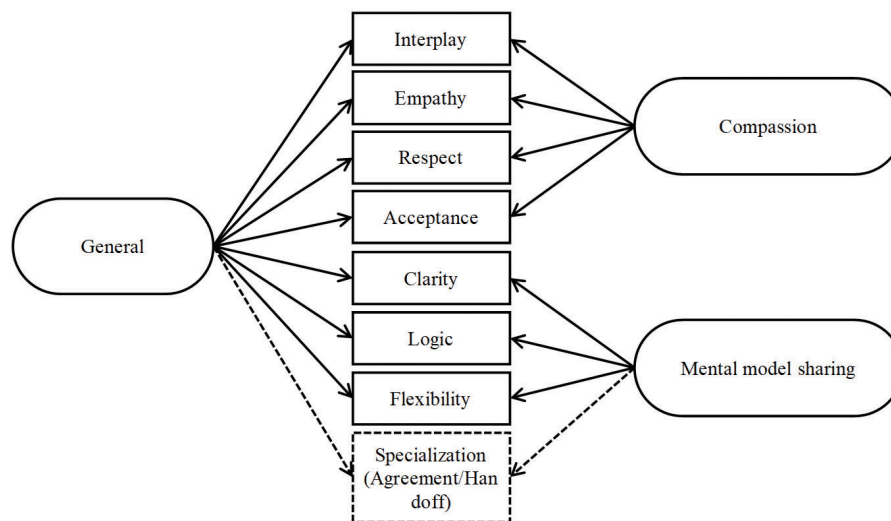 Interplay
Empathy
Respect
Acceptance
Clarity
Logic
Flexibility
Specialization
(Agreement/Han
doff)
General
Compassion
Mental model sharing